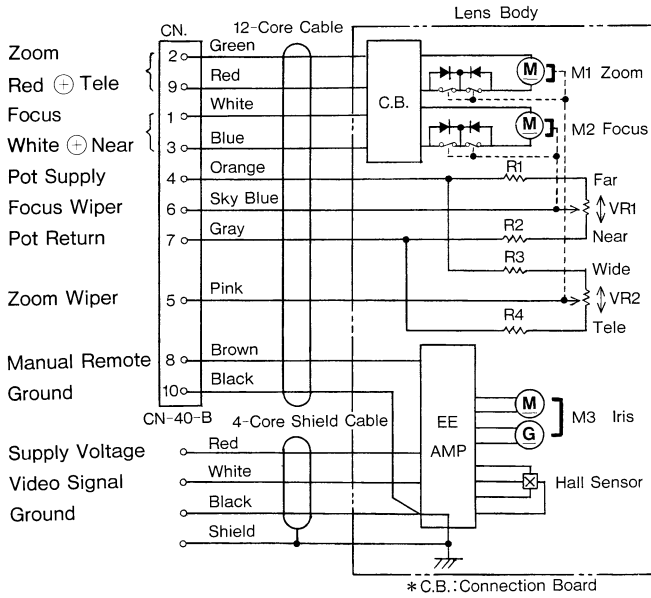 CN. 12-Core Cable Lens Body
Zoom 2 Green
Red ⊕ Tele 9 Red
Focus 1 White
White ⊕ Near 3 Blue
C.B.
M M1 Zoom
M M2 Focus
Pot Supply 4 Orange R1 Far
Focus Wiper 6 Sky Blue VR1
Pot Return 7 Gray R2 Near
R3 Wide
Zoom Wiper 5 Pink VR2
R4 Tele
Manual Remote 8 Brown
Ground 10 Black
CN-40-B 4-Core Shield Cable
EE
AMP
M
G
M3 Iris
Supply Voltage Red
Video Signal White Hall Sensor
Ground Black
Shield
* C.B.: Connection Board